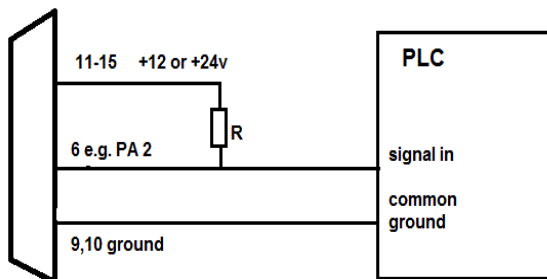 11-15 +12 or +24v
PLC
R
6 e.g. PA 2
signal in
common
ground
9,10 ground